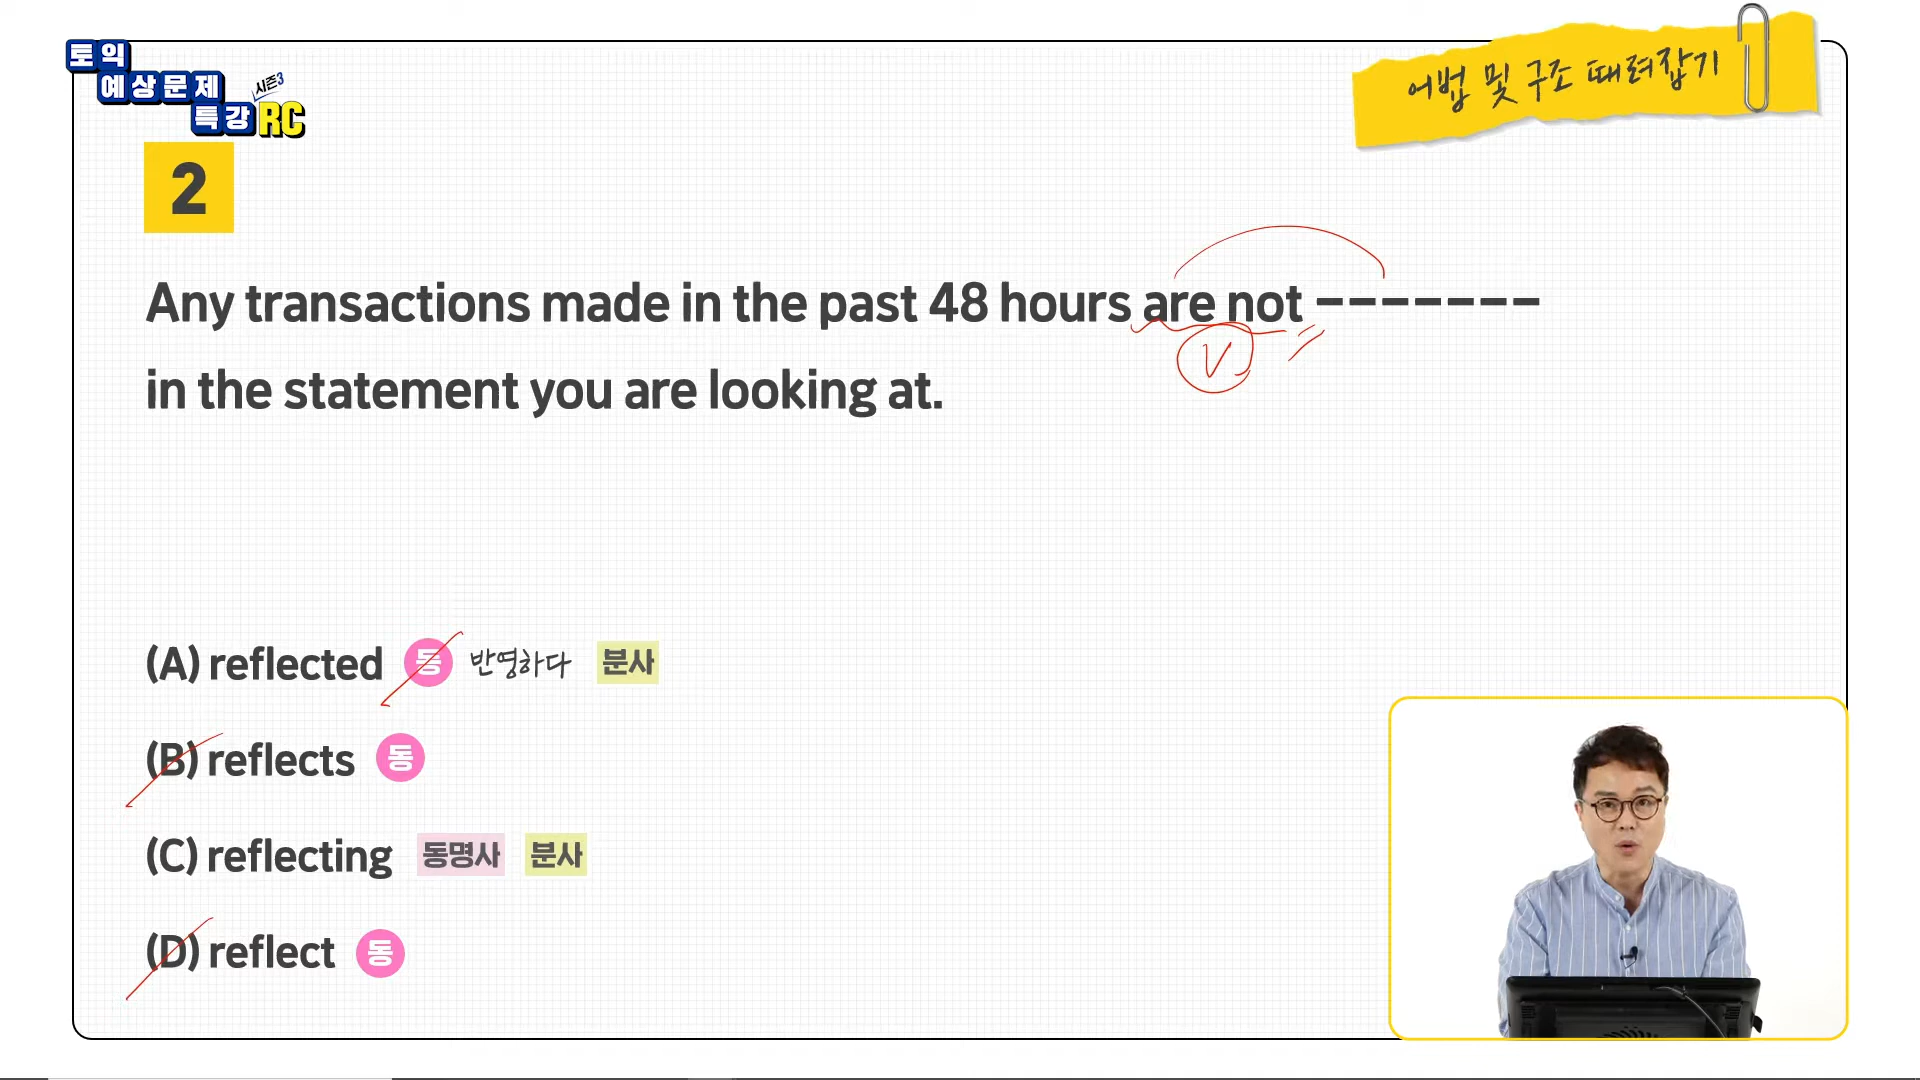 토익
예상문제
시즌3
특강 RC
어법 및 구조 때려잡기
2
Any transactions made in the past 48 hours are not -------
V
in the statement you are looking at.
(A) reflected 동 반영하다 분사
(B) reflects 동
(C) reflecting 동명사 분사
(D) reflect 동